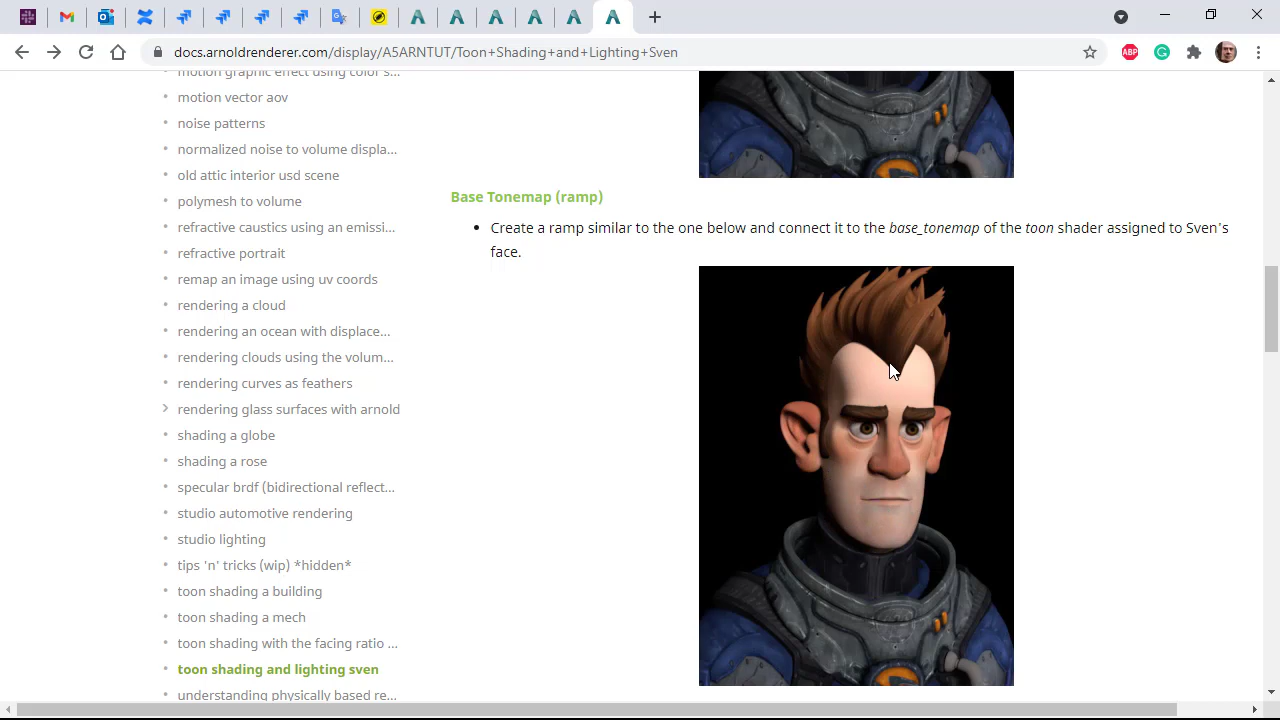 docs.arnoldrenderer.com/display/A5ARNTUT/Toon+Shading+and+Lighting+Sven
ABP
motion graphic effect using color s...
motion vector aov
noise patterns
normalized noise to volume displa...
old attic interior usd scene
polymesh to volume
refractive caustics using an emissi...
refractive portrait
remap an image using uv coords
rendering a cloud
rendering an ocean with displace...
rendering clouds using the volum...
rendering curves as feathers
rendering glass surfaces with arnold
shading a globe
shading a rose
specular brdf (bidirectional reflect...
studio automotive rendering
studio lighting
tips 'n' tricks (wip) *hidden*
toon shading a building
toon shading a mech
toon shading with the facing ratio ...
toon shading and lighting sven
understanding physically based re...
Base Tonemap (ramp)
Create a ramp similar to the one below and connect it to the base_tonemap of the toon shader assigned to Sven's
face.